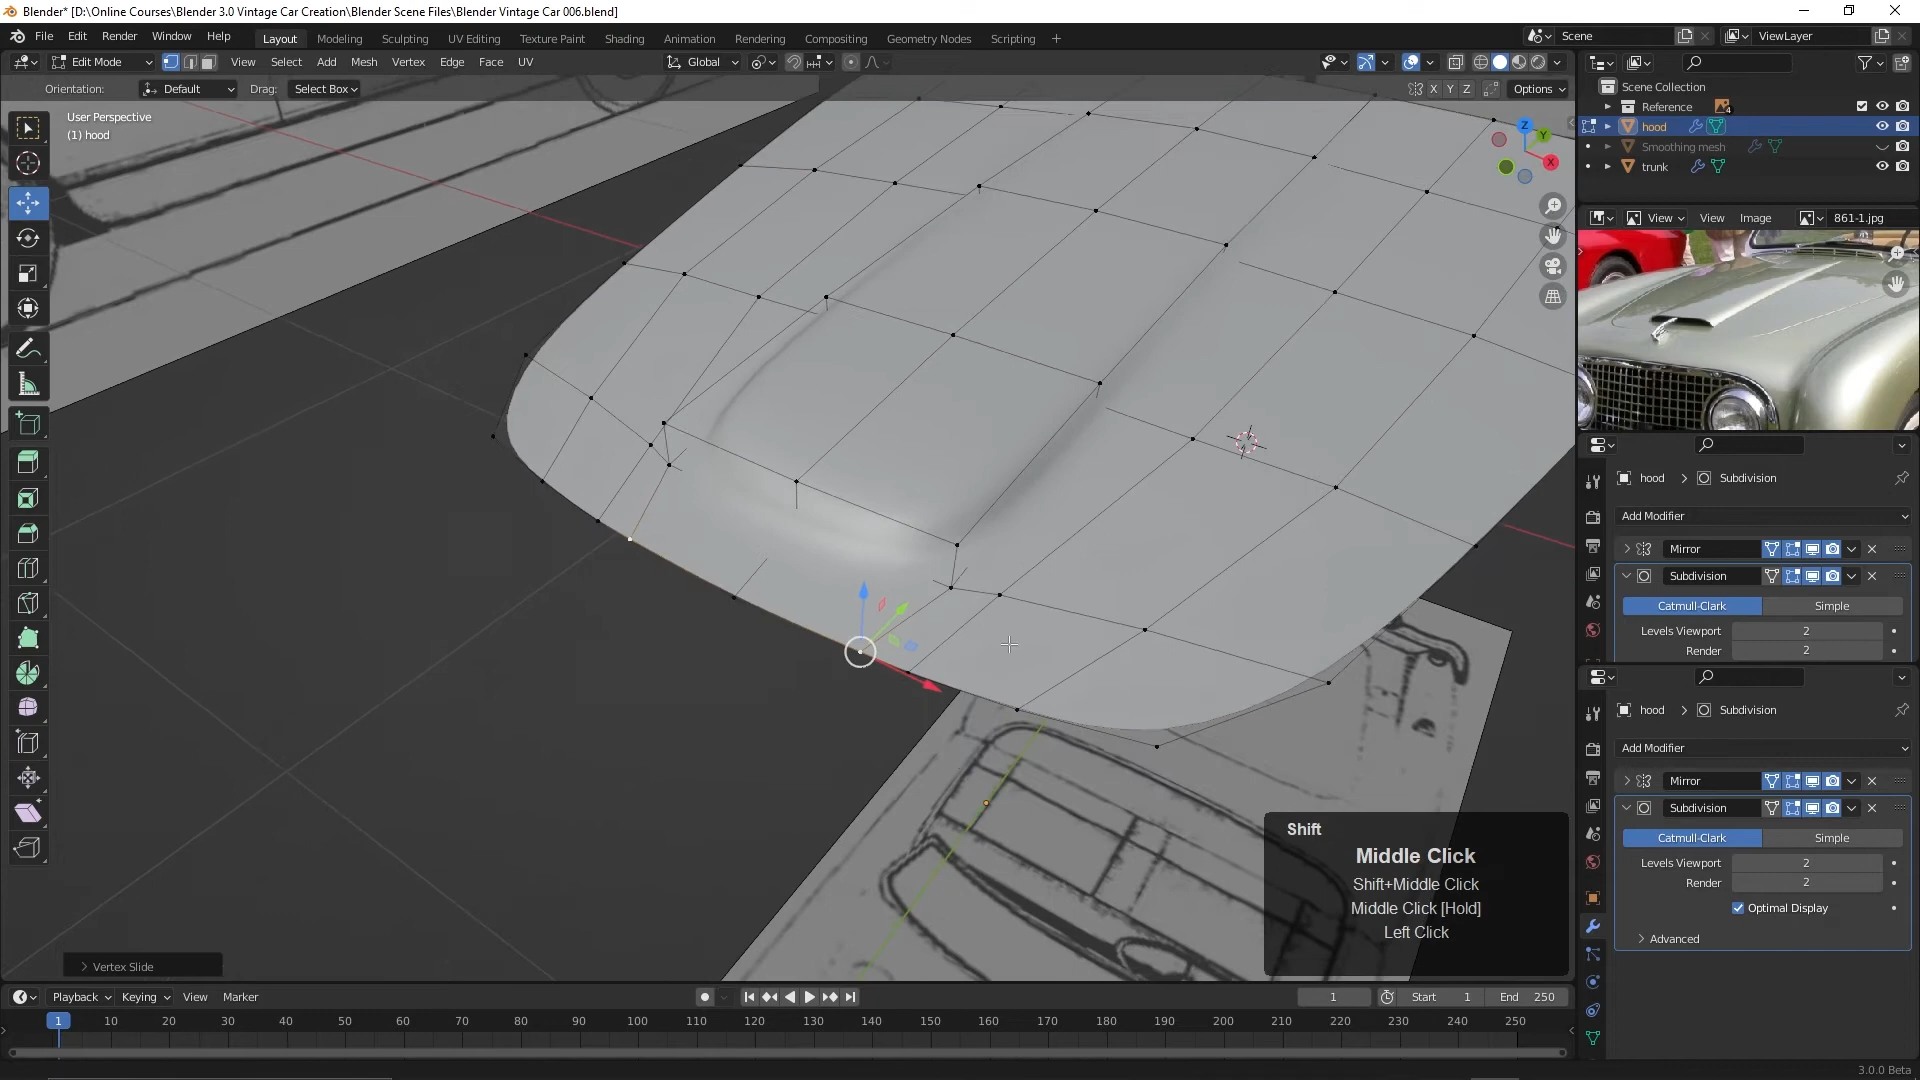 Blender* [D:\Online Courses\Blender 3.0 Vintage Car Creation\Blender Scene Files\Blender Vintage Car 006.blend]
File Edit Render Window Help Layout Modeling Sculpting UV Editing Texture Paint Shading Animation Rendering Compositing Geometry Nodes Scripting + Scene ViewLayer
Edit Mode View Select Add Mesh Vertex Edge Face UV Global
Orientation: Default Drag: Select Box X Y Z Options
User Perspective
(1) hood
Z
Y
X
Scene Collection
Reference 4
hood
Smoothing mesh
trunk
View View Image 861-1.jpg
hood > Subdivision
Add Modifier
Mirror
Subdivision
Catmull-Clark Simple
Levels Viewport 2
Render 2
hood > Subdivision
Add Modifier
Mirror
Subdivision
Catmull-Clark Simple
Levels Viewport 2
Render 2
Optimal Display
Advanced
Shift
Middle Click
Shift+Middle Click
Middle Click [Hold]
Left Click
Vertex Slide
Playback Keying View Marker 1 Start 1 End 250
1 10 20 30 40 50 60 70 80 90 100 110 120 130 140 150 160 170 180 190 200 210 220 230 240 250
3.0.0 Beta